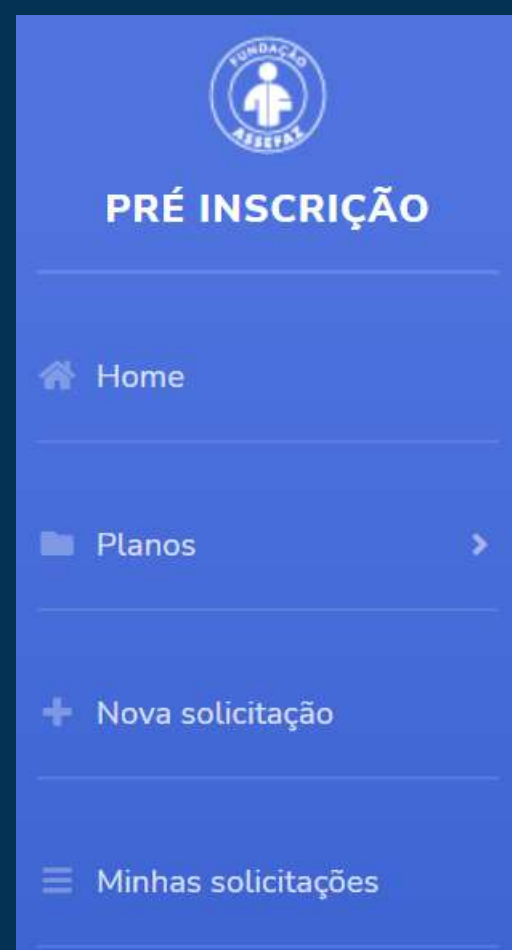 FUNDAÇÃO
ASSEFAZ
PRÉ INSCRIÇÃO
Home
Planos
Nova solicitação
Minhas solicitações